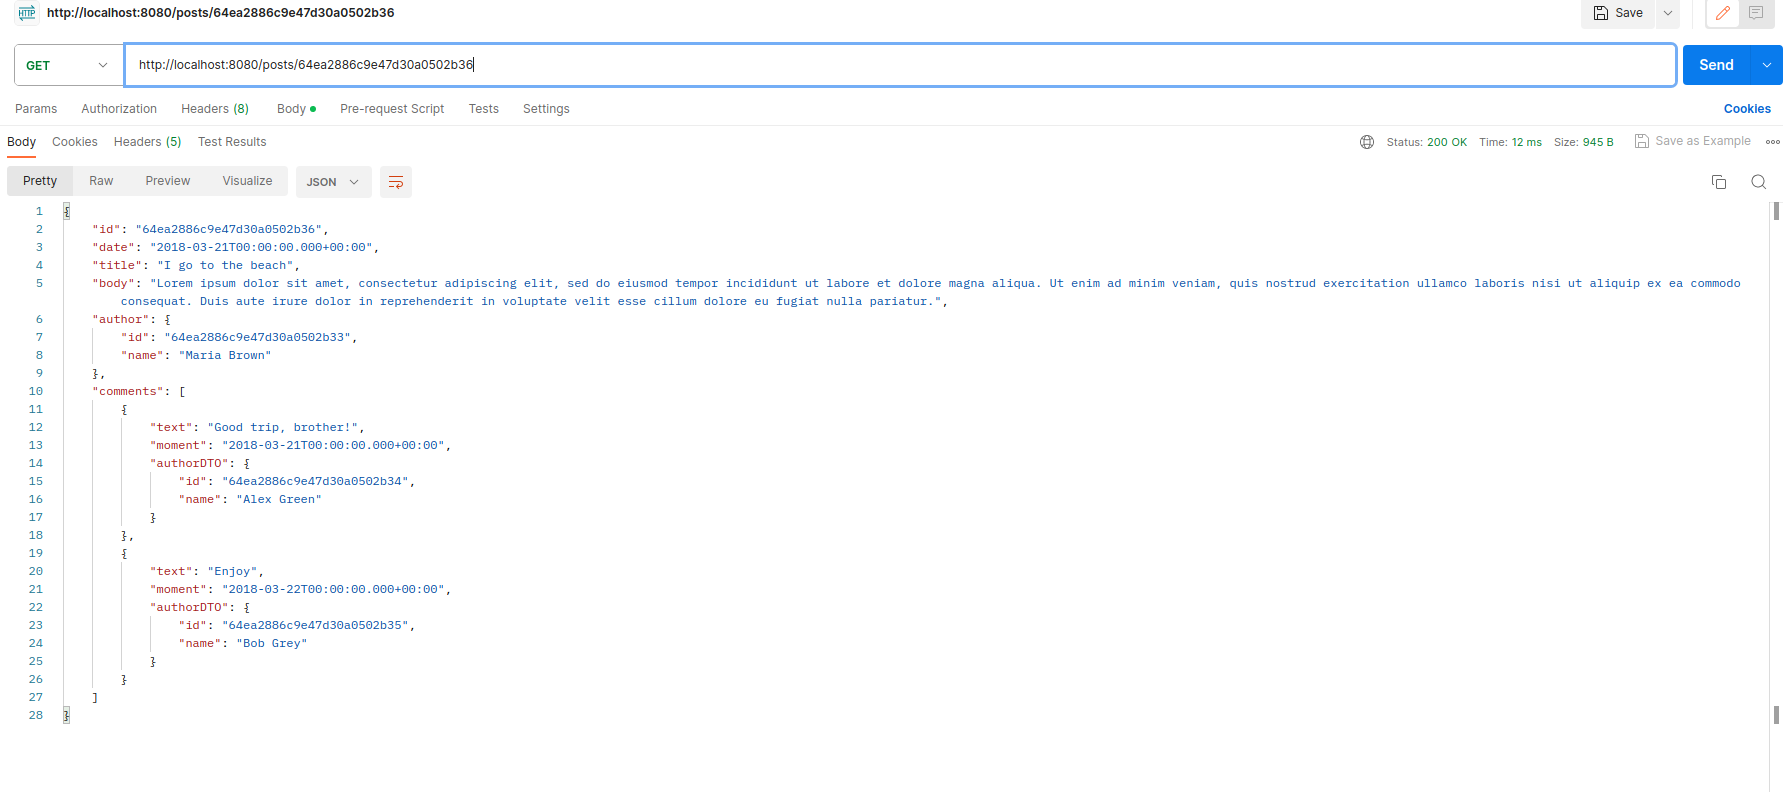 HTTP http://localhost:8080/posts/64ea2886c9e47d30a0502b36 Save
GET http://localhost:8080/posts/64ea2886c9e47d30a0502b36 Send
Params Authorization Headers (8) Body Pre-request Script Tests Settings Cookies
Body Cookies Headers (5) Test Results Status: 200 OK Time: 12 ms Size: 945 B Save as Example
Pretty Raw Preview Visualize JSON
1 {
2 "id": "64ea2886c9e47d30a0502b36",
3 "date": "2018-03-21T00:00:00.000+00:00",
4 "title": "I go to the beach",
5 "body": "Lorem ipsum dolor sit amet, consectetur adipiscing elit, sed do eiusmod tempor incididunt ut labore et dolore magna aliqua. Ut enim ad minim veniam, quis nostrud exercitation ullamco laboris nisi ut aliquip ex ea commodo
consequat. Duis aute irure dolor in reprehenderit in voluptate velit esse cillum dolore eu fugiat nulla pariatur.",
6 "author": {
7 "id": "64ea2886c9e47d30a0502b33",
8 "name": "Maria Brown"
9 },
10 "comments": [
11 {
12 "text": "Good trip, brother!",
13 "moment": "2018-03-21T00:00:00.000+00:00",
14 "authorDTO": {
15 "id": "64ea2886c9e47d30a0502b34",
16 "name": "Alex Green"
17 }
18 },
19 {
20 "text": "Enjoy",
21 "moment": "2018-03-22T00:00:00.000+00:00",
22 "authorDTO": {
23 "id": "64ea2886c9e47d30a0502b35",
24 "name": "Bob Grey"
25 }
26 }
27 ]
28 }